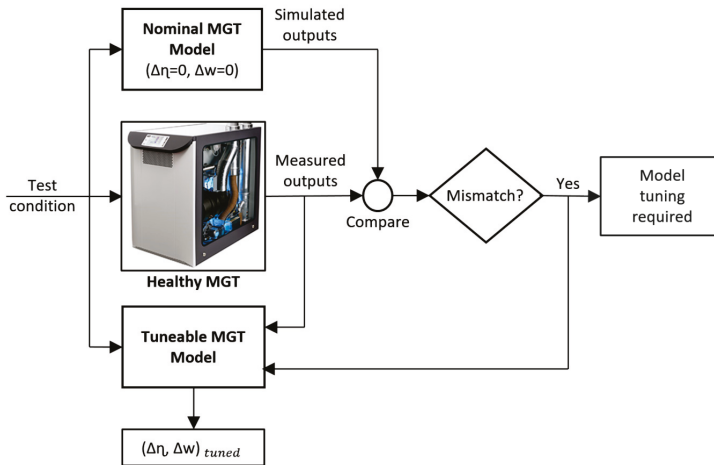 Nominal MGT
Model
(Δη=0, Δw=0)
Simulated
outputs
Test
condition
Measured
outputs
Healthy MGT
Compare
Mismatch?
Yes
Model
tuning
required
Tuneable MGT
Model
(Δη, Δw) tuned